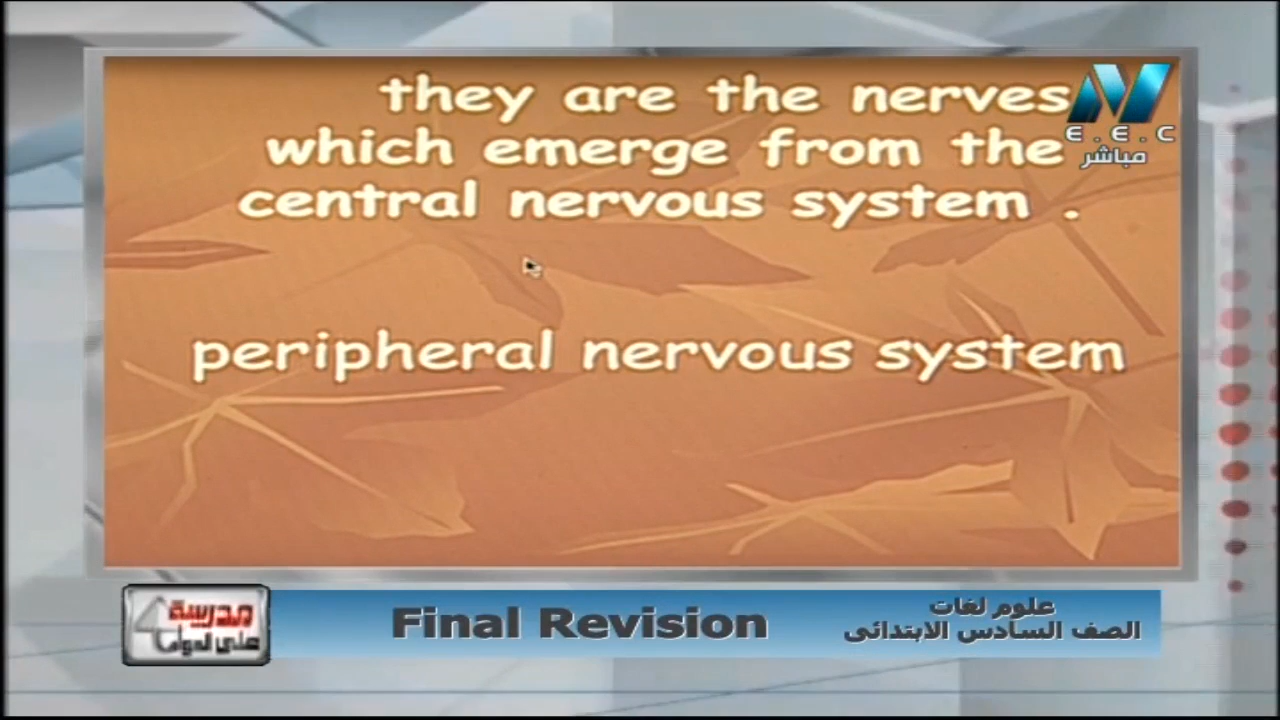 they are the nerves
which emerge from the
central nervous system .
peripheral nervous system
E.E.C
مباشر
مدرسة
على الهواء
Final Revision
علوم لغات
الصف السادس الابتدائى